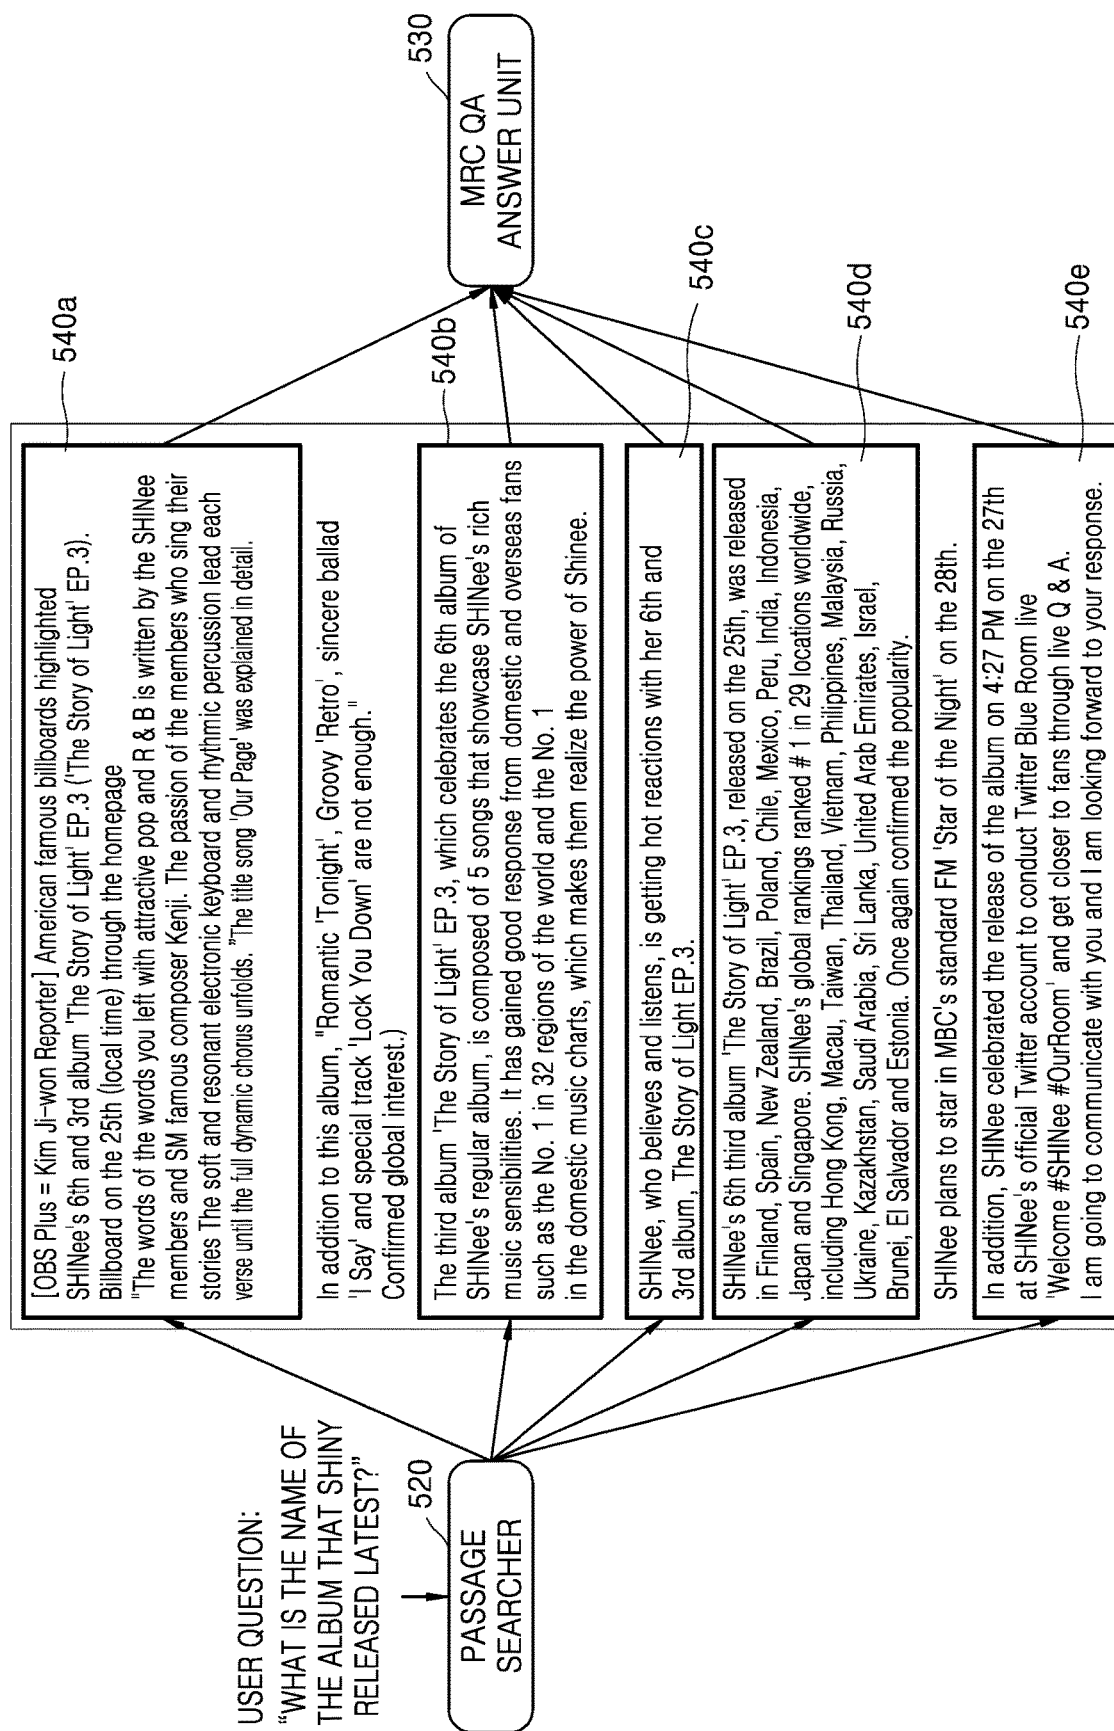 USER QUESTION:
"WHAT IS THE NAME OF
THE ALBUM THAT SHINY
RELEASED LATEST?"
520
PASSAGE
SEARCHER
540a
[OBS Plus = Kim Ji-won Reporter] American famous billboards highlighted
SHINee's 6th and 3rd album 'The Story of Light' EP.3 ('The Story of Light' EP.3).
Billboard on the 25th (local time) through the homepage
"The words of the words you left with attractive pop and R & B is written by the SHINee
members and SM famous composer Kenji. The passion of the members who sing their
stories The soft and resonant electronic keyboard and rhythmic percussion lead each
verse until the full dynamic chorus unfolds. "The title song 'Our Page' was explained in detail.
In addition to this album, "Romantic 'Tonight', Groovy 'Retro', sincere ballad
'I Say' and special track 'Lock You Down' are not enough."
Confirmed global interest.)
540b
The third album 'The Story of Light' EP.3, which celebrates the 6th album of
SHINee's regular album, is composed of 5 songs that showcase SHINee's rich
music sensibilities. It has gained good response from domestic and overseas fans
such as the No. 1 in 32 regions of the world and the No. 1
in the domestic music charts, which makes them realize the power of Shinee.
540c
SHINee, who believes and listens, is getting hot reactions with her 6th and
3rd album, The Story of Light EP.3.
540d
SHINee's 6th third album 'The Story of Light' EP.3, released on the 25th, was released
in Finland, Spain, New Zealand, Brazil, Poland, Chile, Mexico, Peru, India, Indonesia,
Japan and Singapore. SHINee's global rankings ranked # 1 in 29 locations worldwide,
including Hong Kong, Macau, Taiwan, Thailand, Vietnam, Philippines, Malaysia, Russia,
Ukraine, Kazakhstan, Saudi Arabia, Sri Lanka, United Arab Emirates, Israel,
Brunei, El Salvador and Estonia. Once again confirmed the popularity.
SHINee plans to star in MBC's standard FM 'Star of the Night' on the 28th.
540e
In addition, SHINee celebrated the release of the album on 4:27 PM on the 27th
at SHINee's official Twitter account to conduct Twitter Blue Room live
'Welcome #SHINee #OurRoom' and get closer to fans through live Q & A.
I am going to communicate with you and I am looking forward to your response.
530
MRC QA
ANSWER UNIT